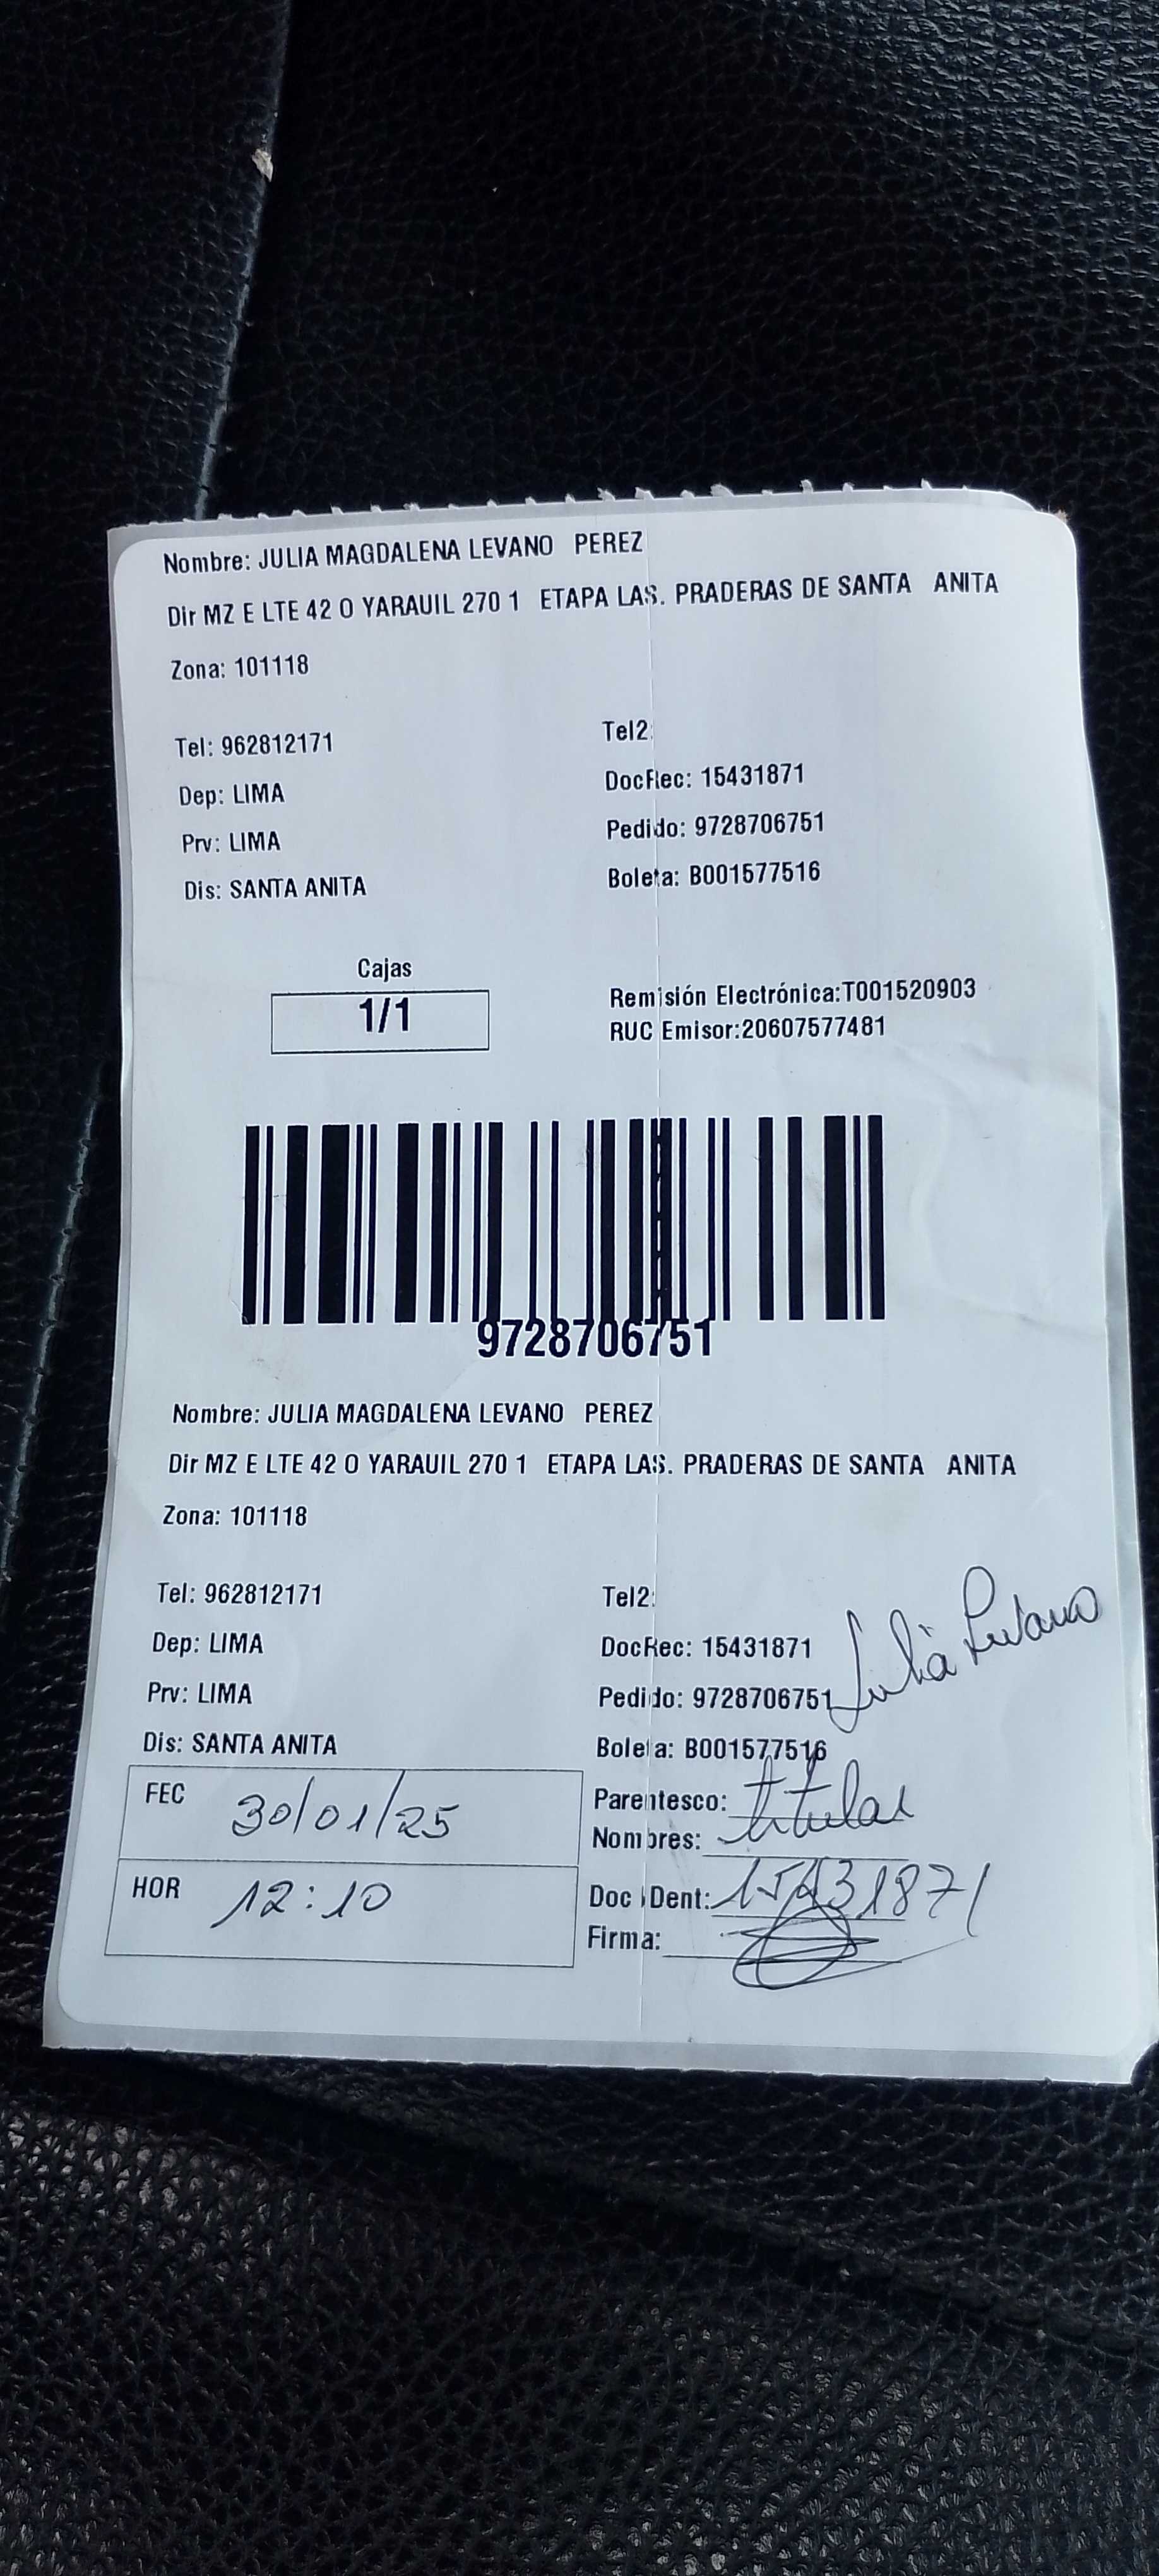 Nombre: JULIA MAGDALENA LEVANO PEREZ
Dir MZ E LTE 42 O YARAUIL 270 1 ETAPA LAS. PRADERAS DE SANTA ANITA
Zona: 101118
Tel: 962812171 Tel2:
Dep: LIMA DocRec: 15431871
Prv: LIMA Pedido: 9728706751
Dis: SANTA ANITA Boleta: B001577516
Cajas
1/1
Remisión Electrónica:T001520903
RUC Emisor:20607577481
9728706751
Nombre: JULIA MAGDALENA LEVANO PEREZ
Dir MZ E LTE 42 O YARAUIL 270 1 ETAPA LAS. PRADERAS DE SANTA ANITA
Zona: 101118
Tel: 962812171 Tel2:
Dep: LIMA DocRec: 15431871
Julia Levano
Prv: LIMA Pedido: 9728706751
Dis: SANTA ANITA Boleta: B001577516
FEC 30/01/25
Parentesco: titular
Nombres:
HOR 12:10
Doc Dent: 15431871
Firma: